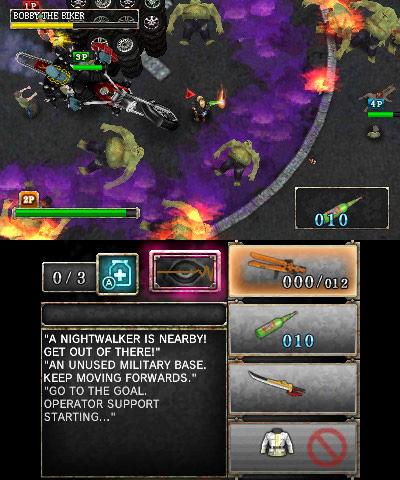 1P
BOBBY THE BIKER
3P
4P
2P
010
0/3
A
000/012
010
"A NIGHTWALKER IS NEARBY!
GET OUT OF THERE!"
"AN UNUSED MILITARY BASE.
KEEP MOVING FORWARDS."
"GO TO THE GOAL.
OPERATOR SUPPORT
STARTING..."